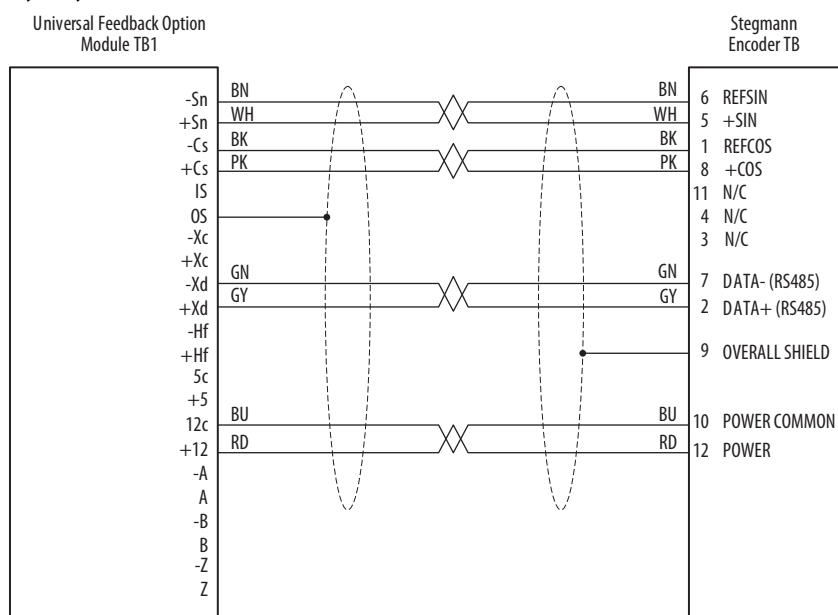 Universal Feedback Option
Module TB1
Stegmann
Encoder TB
-Sn BN BN 6 REFSIN
+Sn WH WH 5 +SIN
-Cs BK BK 1 REFCOS
+Cs PK PK 8 +COS
IS 11 N/C
OS 4 N/C
-Xc 3 N/C
+Xc
-Xd GN GN 7 DATA- (RS485)
+Xd GY GY 2 DATA+ (RS485)
-Hf
+Hf 9 OVERALL SHIELD
5c
+5
12c BU BU 10 POWER COMMON
+12 RD RD 12 POWER
-A
A
-B
B
-Z
Z